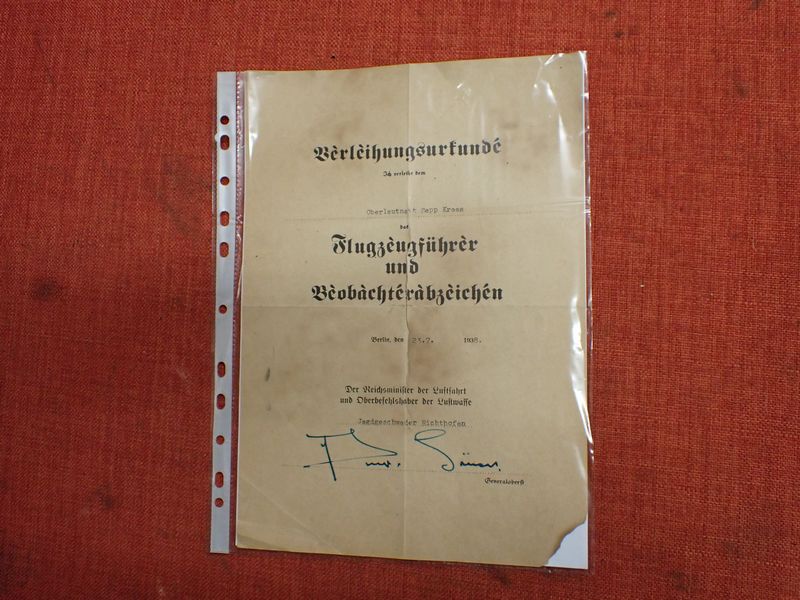 Verleihungsurkunde
Ich verleihe dem
Oberleutnant Sepp Kroes
das
Flugzeugführer
und
Beobachterabzeichen
Berlin, den 23.7. 1938.
Der Reichsminister der Luftfahrt
und Oberbefehlshaber der Luftwaffe
Jagdgeschwader Richthofen
Generaloberst